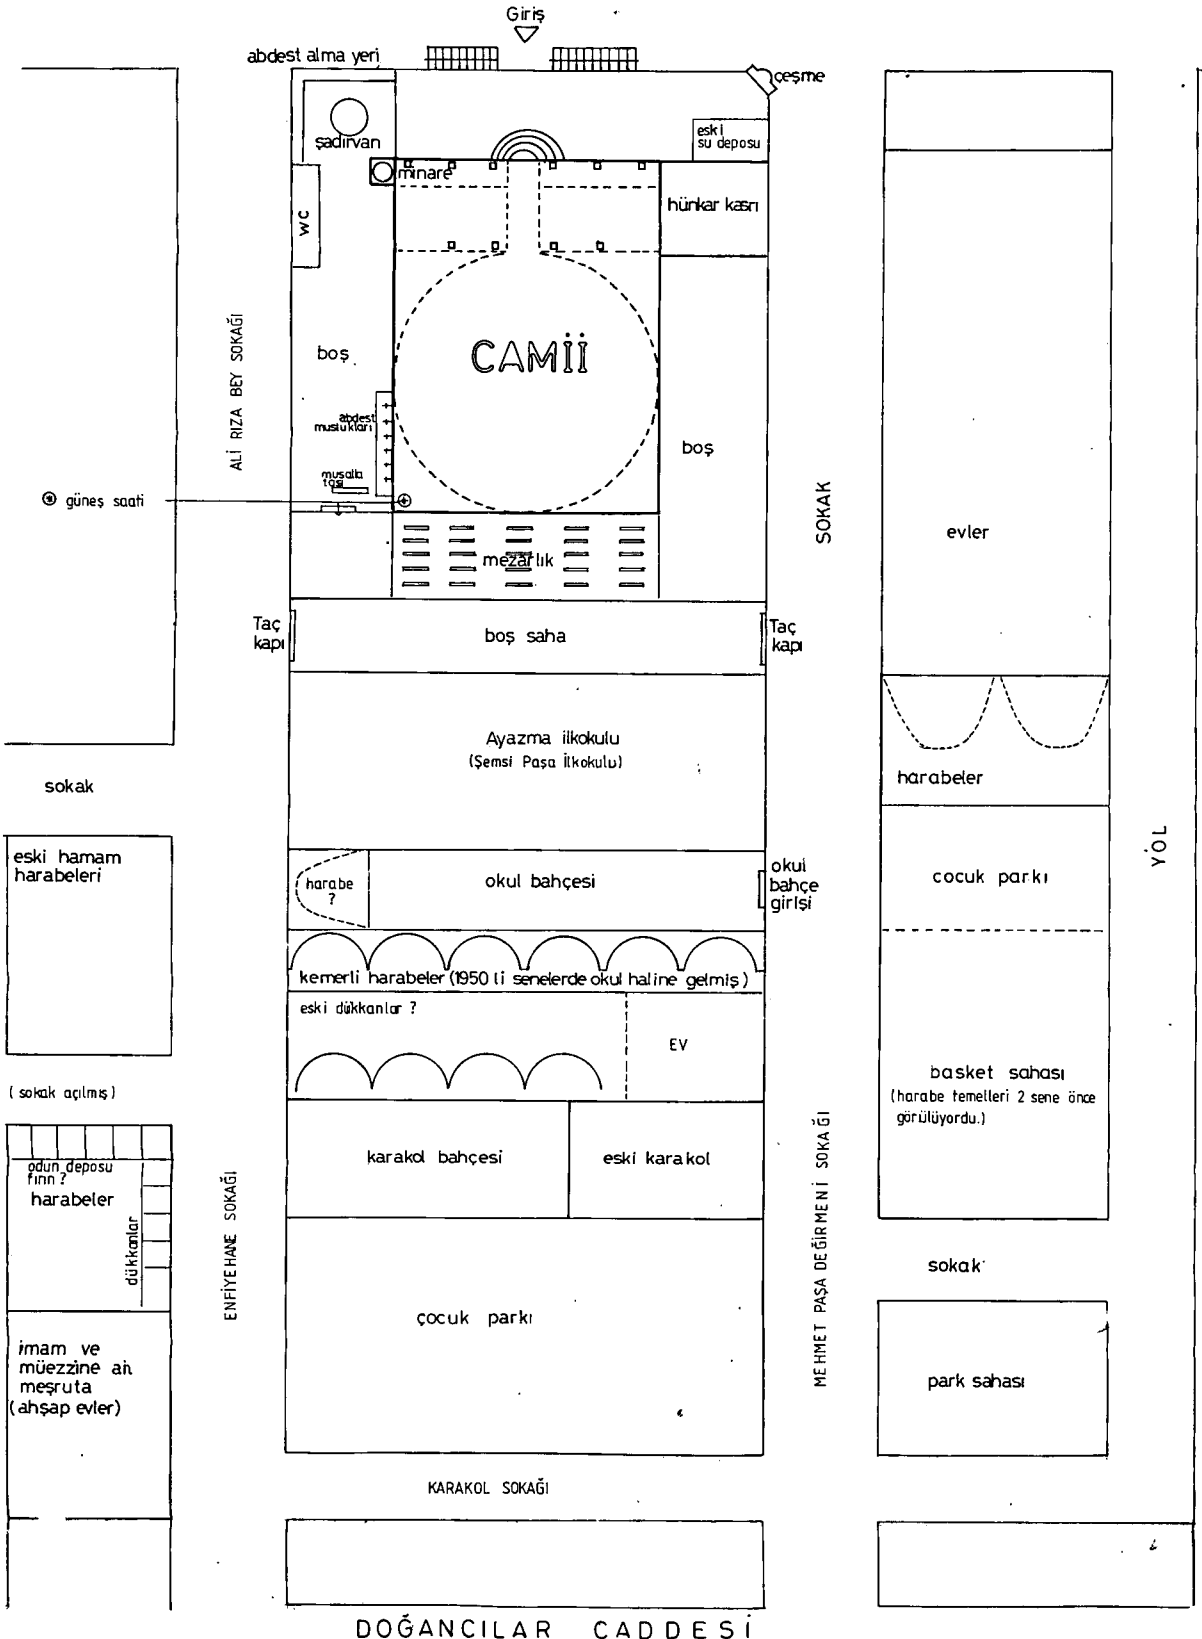 Giriş
abdest alma yeri
çeşme
şadırvan
eski
su deposu
minare
wc
hünkar kasrı
ALİ RIZA BEY SOKAĞI
boş
CAMİİ
abdest
muslukları
boş
musalla
taşı
güneş saati
SOKAK
evler
mezarlık
Taç
kapı
boş saha
Taç
kapı
Ayazma ilkokulu
(Şemsi Paşa İlkokulu)
sokak
harabeler
YOL
eski hamam
harabeleri
harabe
?
okul bahçesi
okul
bahçe
girişi
cocuk parkı
kemerli harabeler (1950 li senelerde okul haline gelmiş)
eski dükkanlar ?
EV
basket sahası
(harabe temelleri 2 sene önce
görülüyordu.)
(sokak açılmış)
karakol bahçesi
eski karakol
odun deposu
fırın ?
harabeler
dükkanlar
ENFİYEHANE SOKAĞI
MEHMET PAŞA DEĞİRMENİ SOKAĞI
sokak
çocuk parkı
imam ve
müezzine ait
meşruta
(ahşap evler)
park sahası
KARAKOL SOKAĞI
DOĞANCILAR CADDESİ